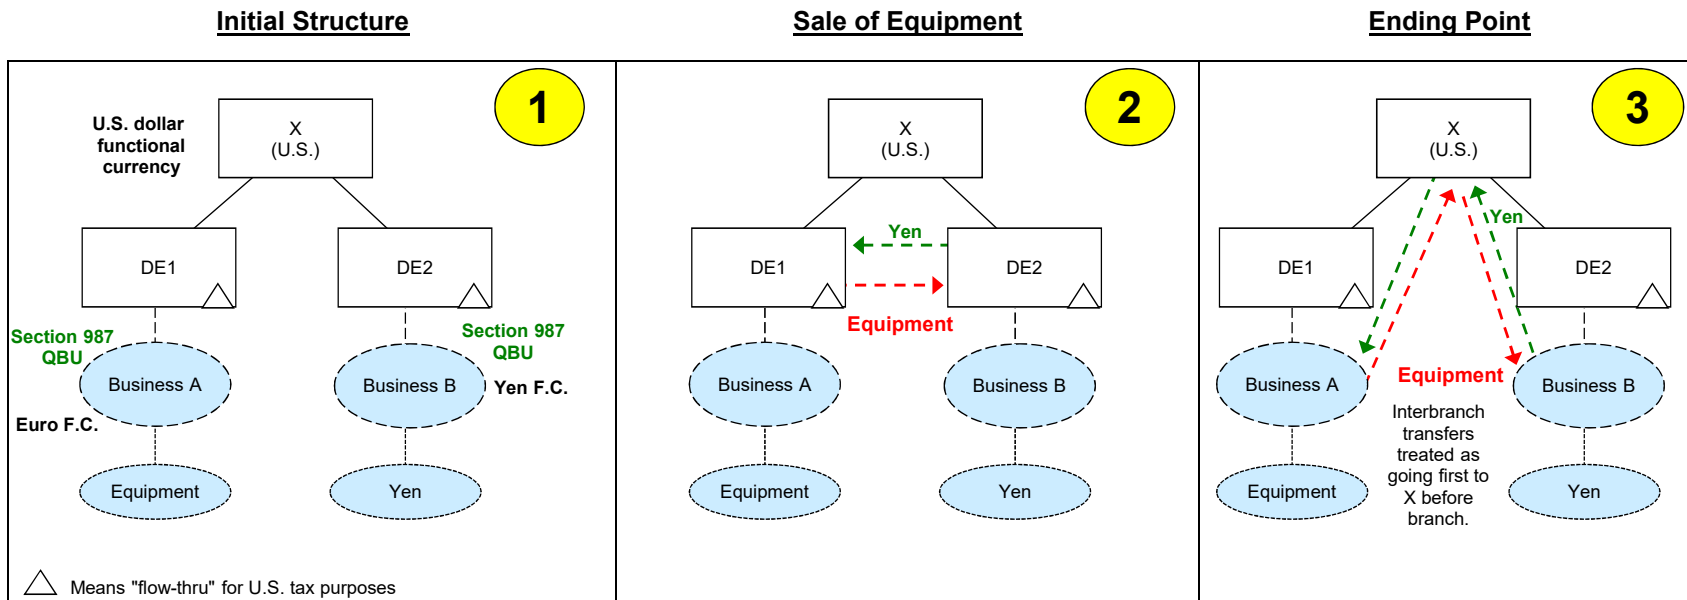 Initial Structure
Sale of Equipment
Ending Point
1
U.S. dollar
functional
currency
X
(U.S.)
DE1
DE2
Section 987
QBU
Section 987
QBU
Business A
Business B
Yen F.C.
Euro F.C.
Equipment
Yen
Means "flow-thru" for U.S. tax purposes
2
X
(U.S.)
Yen
DE1
DE2
Equipment
Business A
Business B
Equipment
Yen
3
X
(U.S.)
Yen
DE1
DE2
Business A
Equipment
Business B
Interbranch
transfers
treated as
going first to
X before
branch.
Equipment
Yen